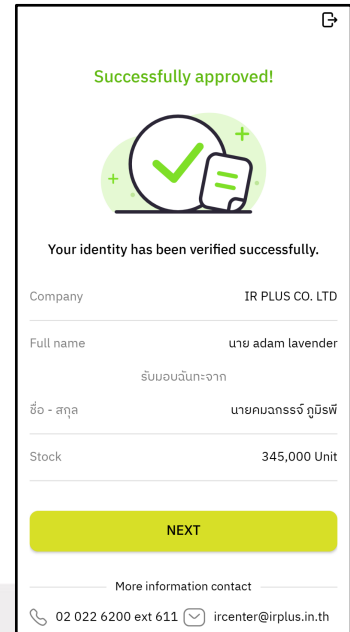 Successfully approved!
Your identity has been verified successfully.
Company IR PLUS CO. LTD
Full name นาย adam lavender
รับมอบฉันทะจาก
ชื่อ - สกุล นายคมฉกรรจ์ ภูมิรพี
Stock 345,000 Unit
NEXT
More information contact
02 022 6200 ext 611 ircenter@irplus.in.th